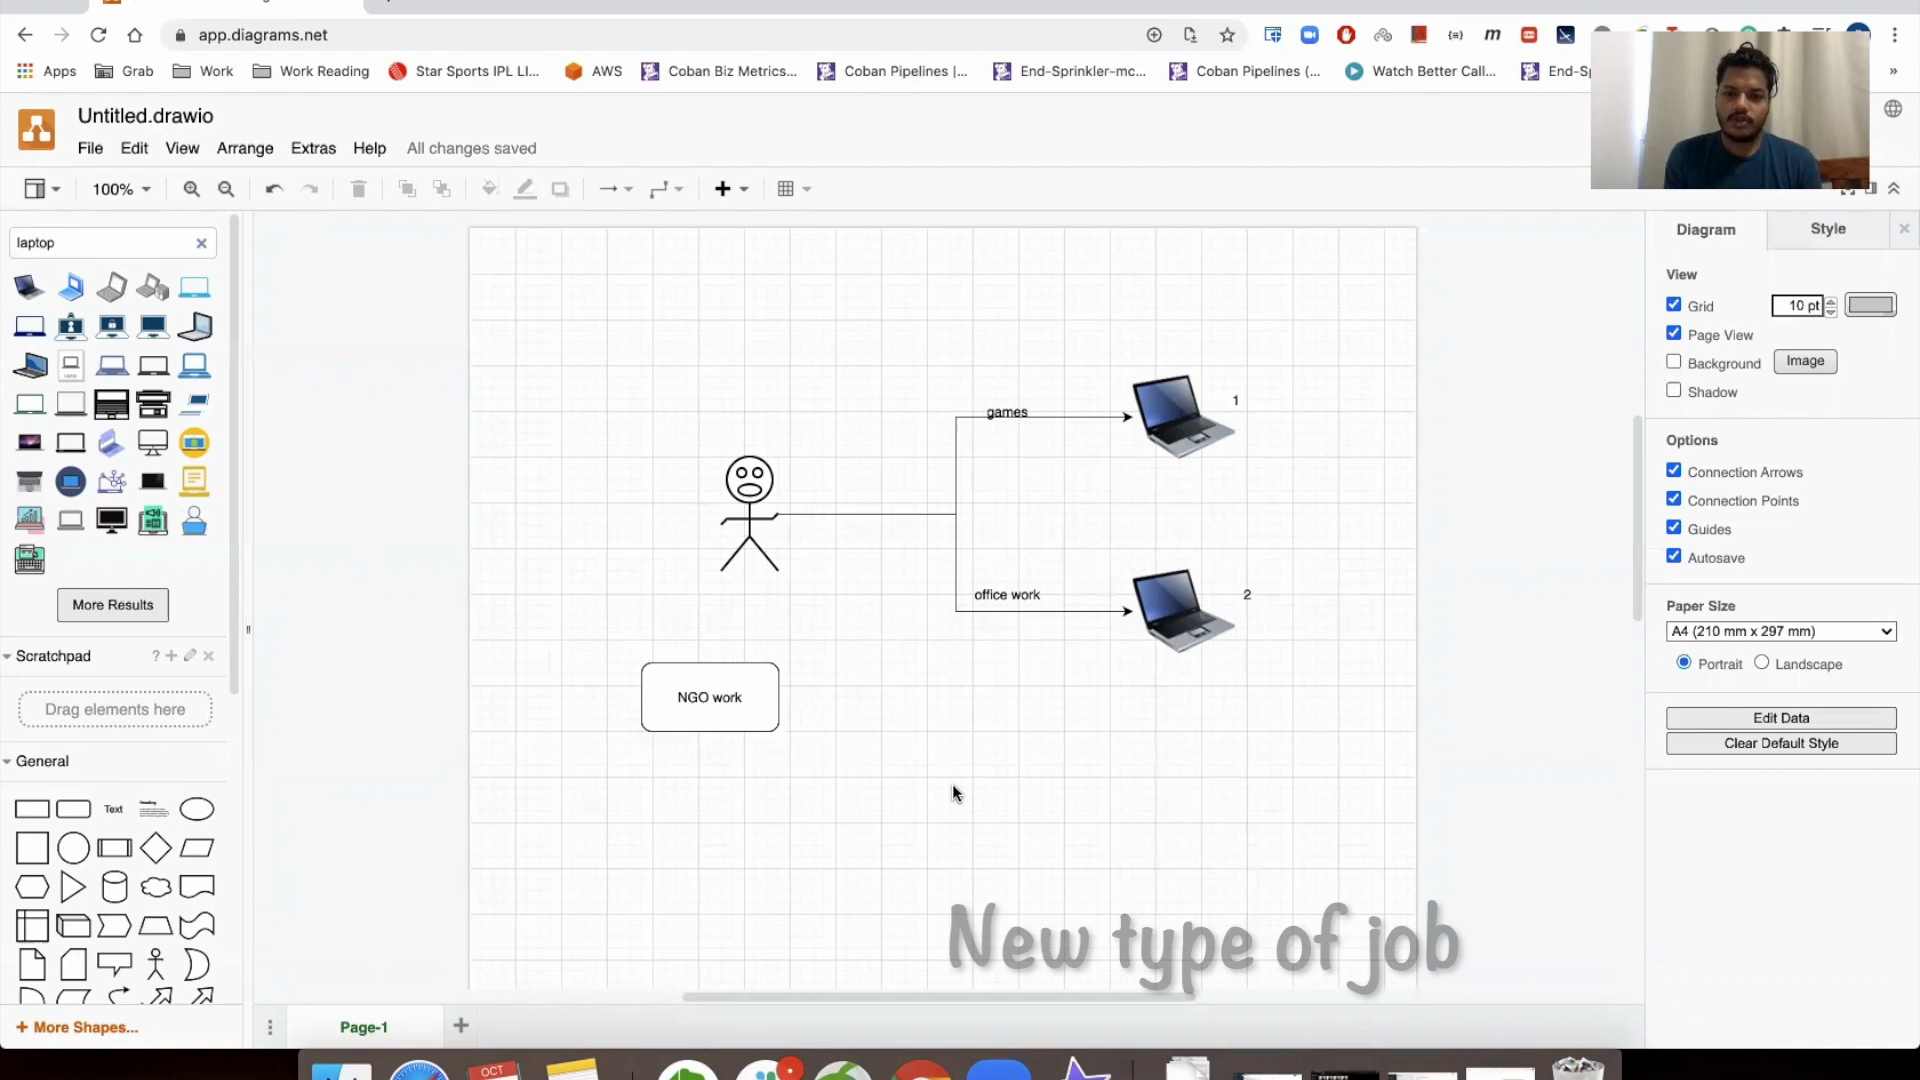 app.diagrams.net
Apps
Grab
Work
Work Reading
Star Sports IPL LI...
AWS
Coban Biz Metrics...
Coban Pipelines |...
End-Sprinkler-mc...
Coban Pipelines (...
Watch Better Call...
End-Sp
»
Untitled.drawio
File Edit View Arrange Extras Help All changes saved
100%
laptop
More Results
Scratchpad
?
Drag elements here
General
Text
Heading
+ More Shapes...
games
1
office work
2
NGO work
New type of job
Page-1
Diagram
Style
View
Grid
10 pt
Page View
Background
Image
Shadow
Options
Connection Arrows
Connection Points
Guides
Autosave
Paper Size
A4 (210 mm x 297 mm)
Portrait
Landscape
Edit Data
Clear Default Style
OCT